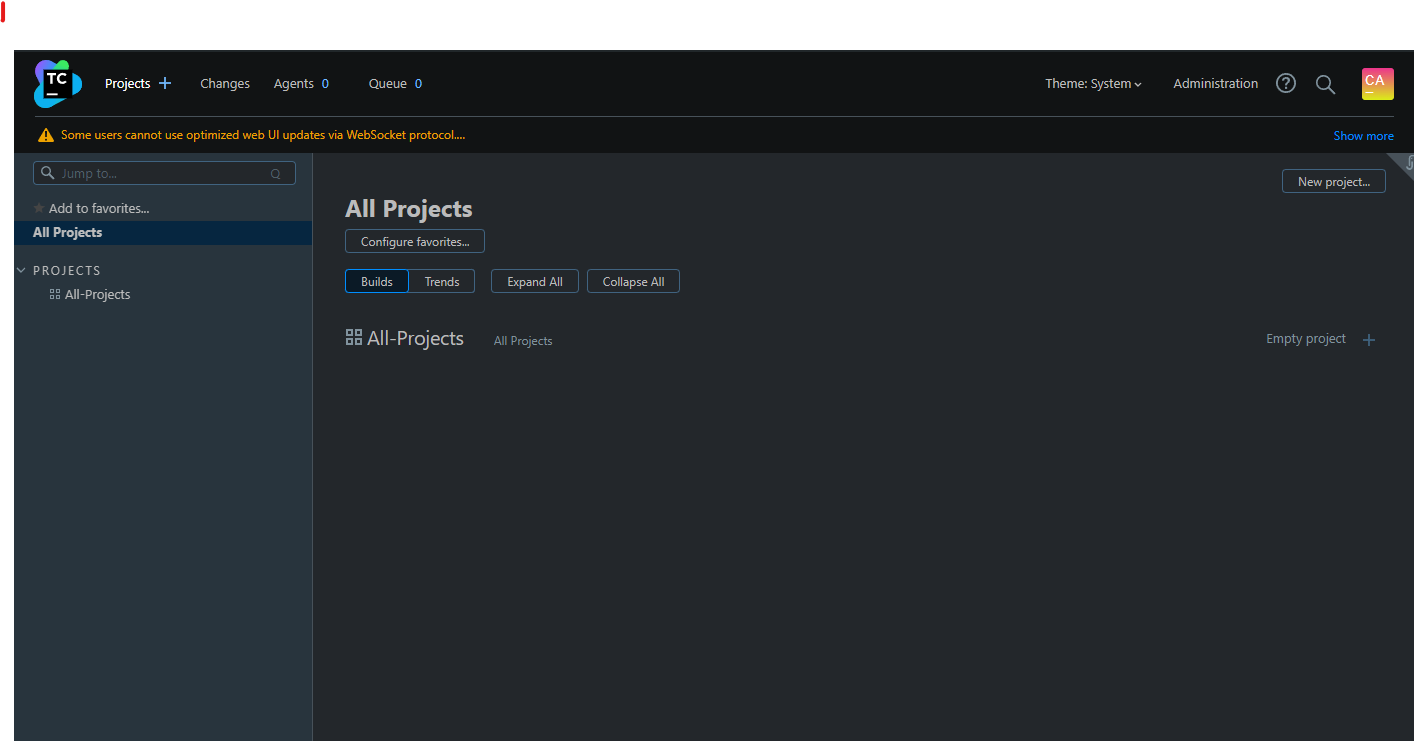 TC Projects Changes Agents 0 Queue 0 Theme: System Administration ? CA
Some users cannot use optimized web UI updates via WebSocket protocol.... Show more
Jump to... Q
New project...
Add to favorites...
All Projects
All Projects
Configure favorites...
PROJECTS
Builds Trends Expand All Collapse All
All-Projects
All-Projects All Projects Empty project